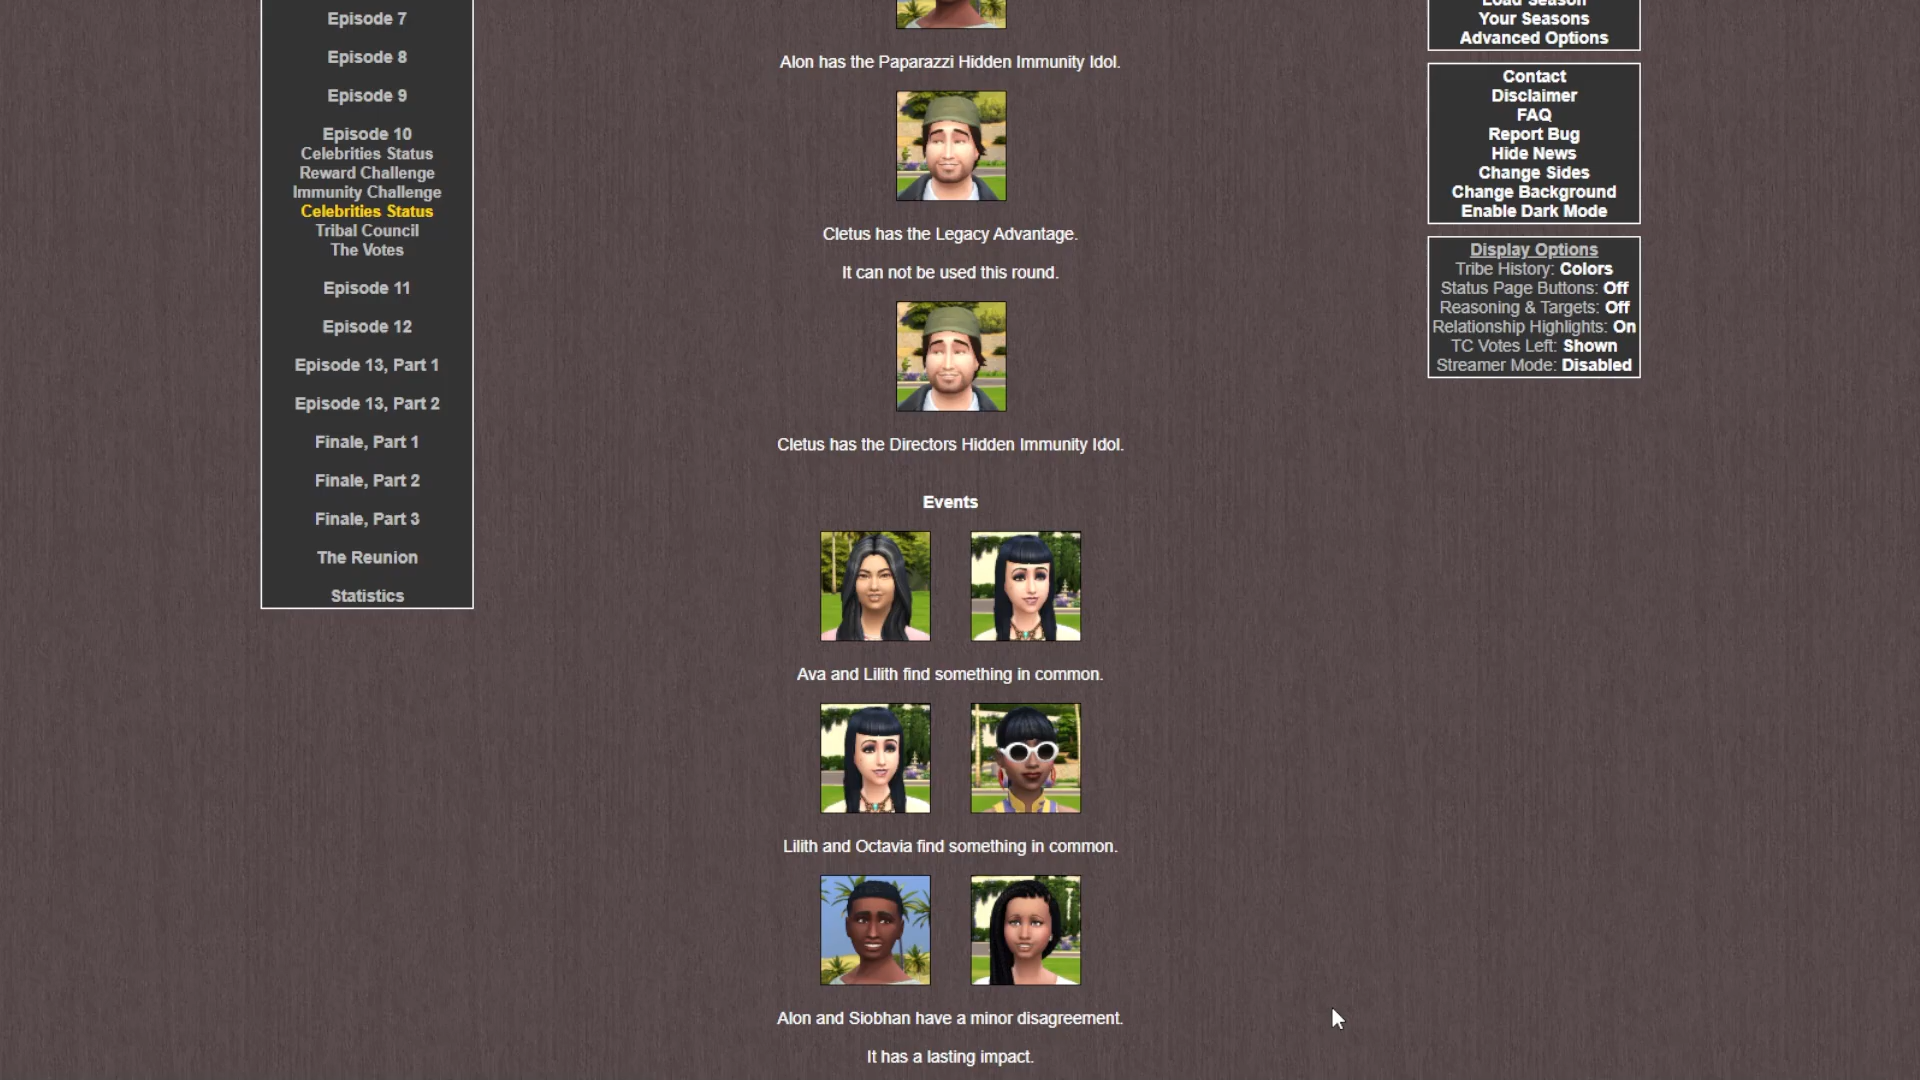 Episode 7
Episode 8
Episode 9
Episode 10
Celebrities Status
Reward Challenge
Immunity Challenge
Celebrities Status
Tribal Council
The Votes
Episode 11
Episode 12
Episode 13, Part 1
Episode 13, Part 2
Finale, Part 1
Finale, Part 2
Finale, Part 3
The Reunion
Statistics
Alon has the Paparazzi Hidden Immunity Idol.
Cletus has the Legacy Advantage.
It can not be used this round.
Cletus has the Directors Hidden Immunity Idol.
Events
Ava and Lilith find something in common.
Lilith and Octavia find something in common.
Alon and Siobhan have a minor disagreement.
It has a lasting impact.
Load Season
Your Seasons
Advanced Options
Contact
Disclaimer
FAQ
Report Bug
Hide News
Change Sides
Change Background
Enable Dark Mode
Display Options
Tribe History: Colors
Status Page Buttons: Off
Reasoning & Targets: Off
Relationship Highlights: On
TC Votes Left: Shown
Streamer Mode: Disabled